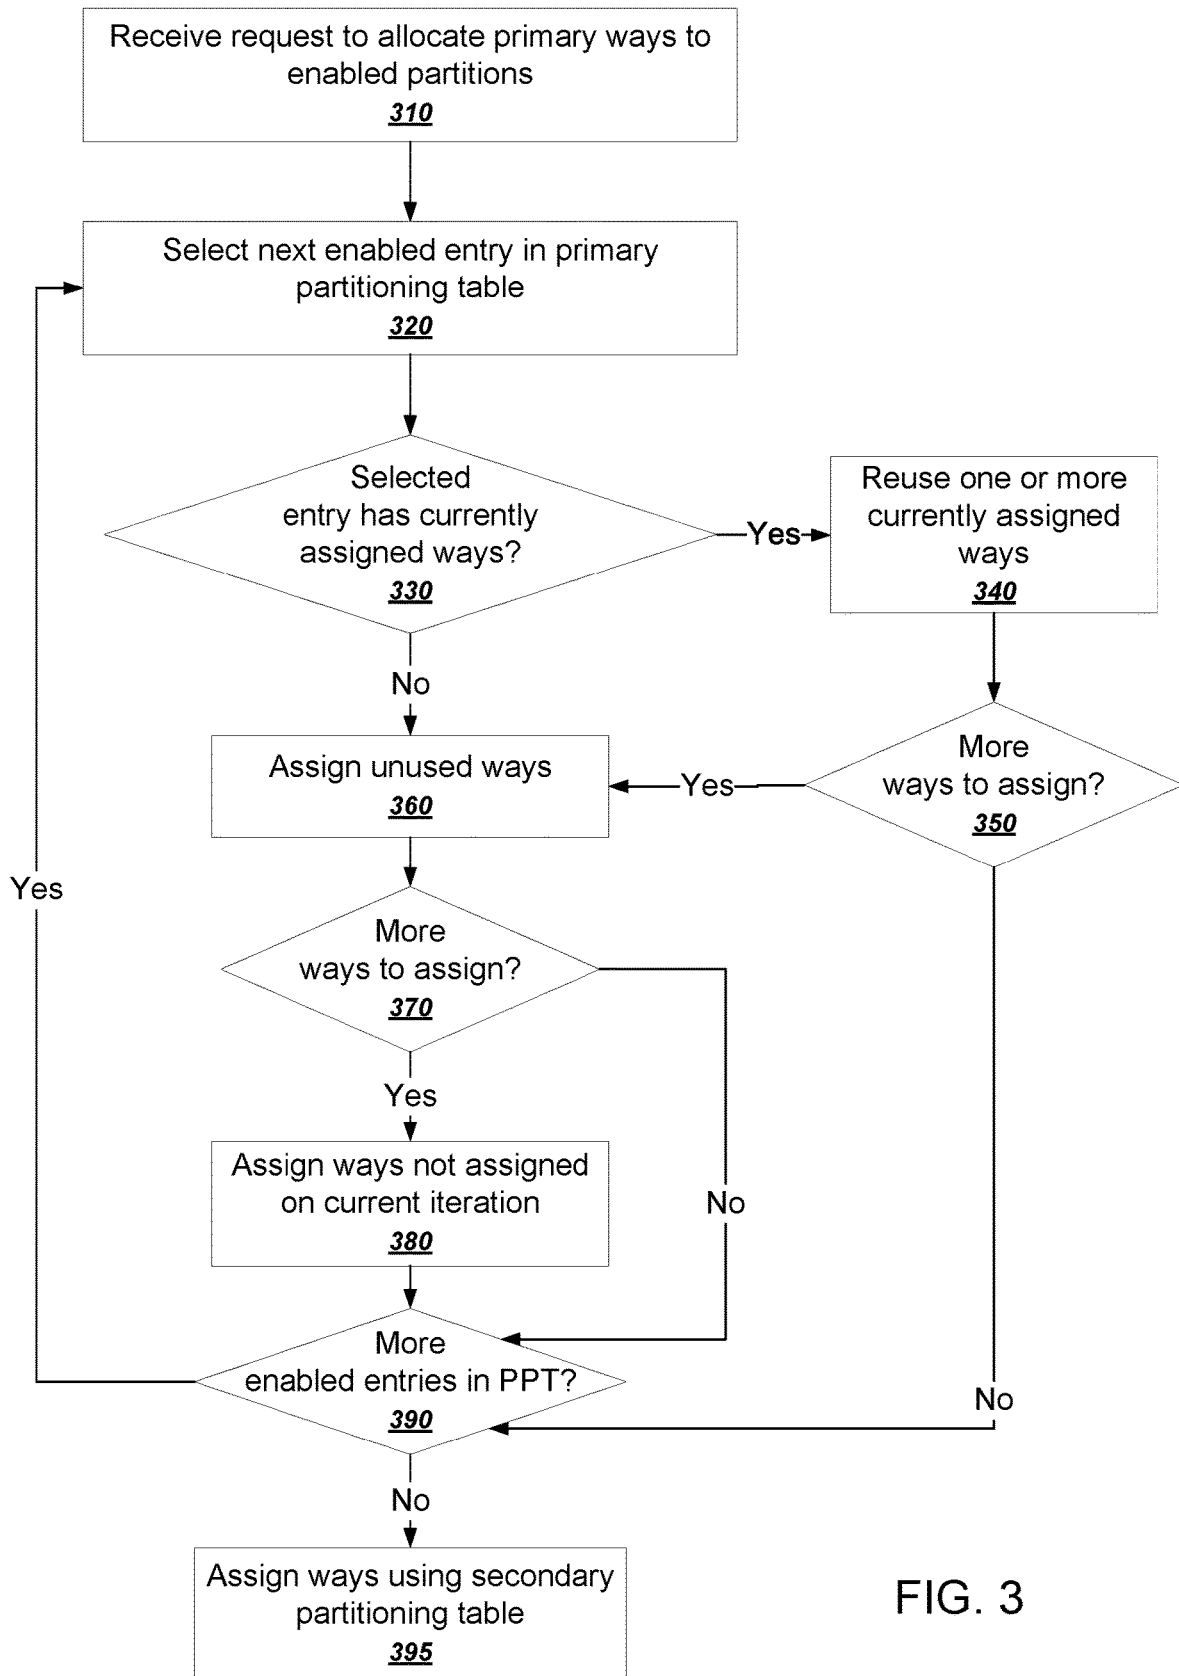 Receive request to allocate primary ways to
enabled partitions
310
Select next enabled entry in primary
partitioning table
320
Selected
entry has currently
assigned ways?
330
Yes
Reuse one or more
currently assigned
ways
340
No
More
ways to assign?
350
Yes
Assign unused ways
360
Yes
More
ways to assign?
370
Yes
No
Assign ways not assigned
on current iteration
380
More
enabled entries in PPT?
390
No
No
Assign ways using secondary
partitioning table
395
FIG. 3